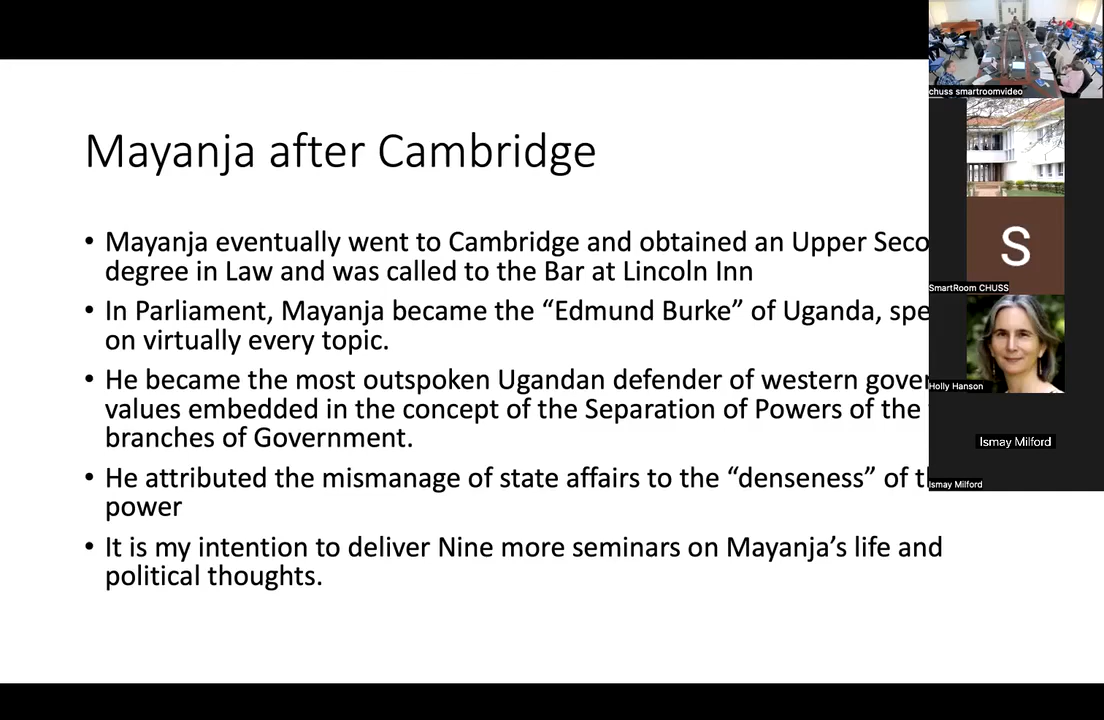 Mayanja after Cambridge
• Mayanja eventually went to Cambridge and obtained an Upper
degree in Law and was called to the Bar at Lincoln Inn
• In Parliament, Mayanja became the “Edmund Burke” of Uganda,
on virtually every topic.
• He became the most outspoken Ugandan defender of western
values embedded in the concept of the Separation of Powers of the
branches of Government.
• He attributed the mismanage of state affairs to the “denseness” of
power
• It is my intention to deliver Nine more seminars on Mayanja’s life and
political thoughts.
chuss smartroomvideo
S
SmartRoom CHUSS
Holly Hanson
Ismay Milford
Ismay Milford